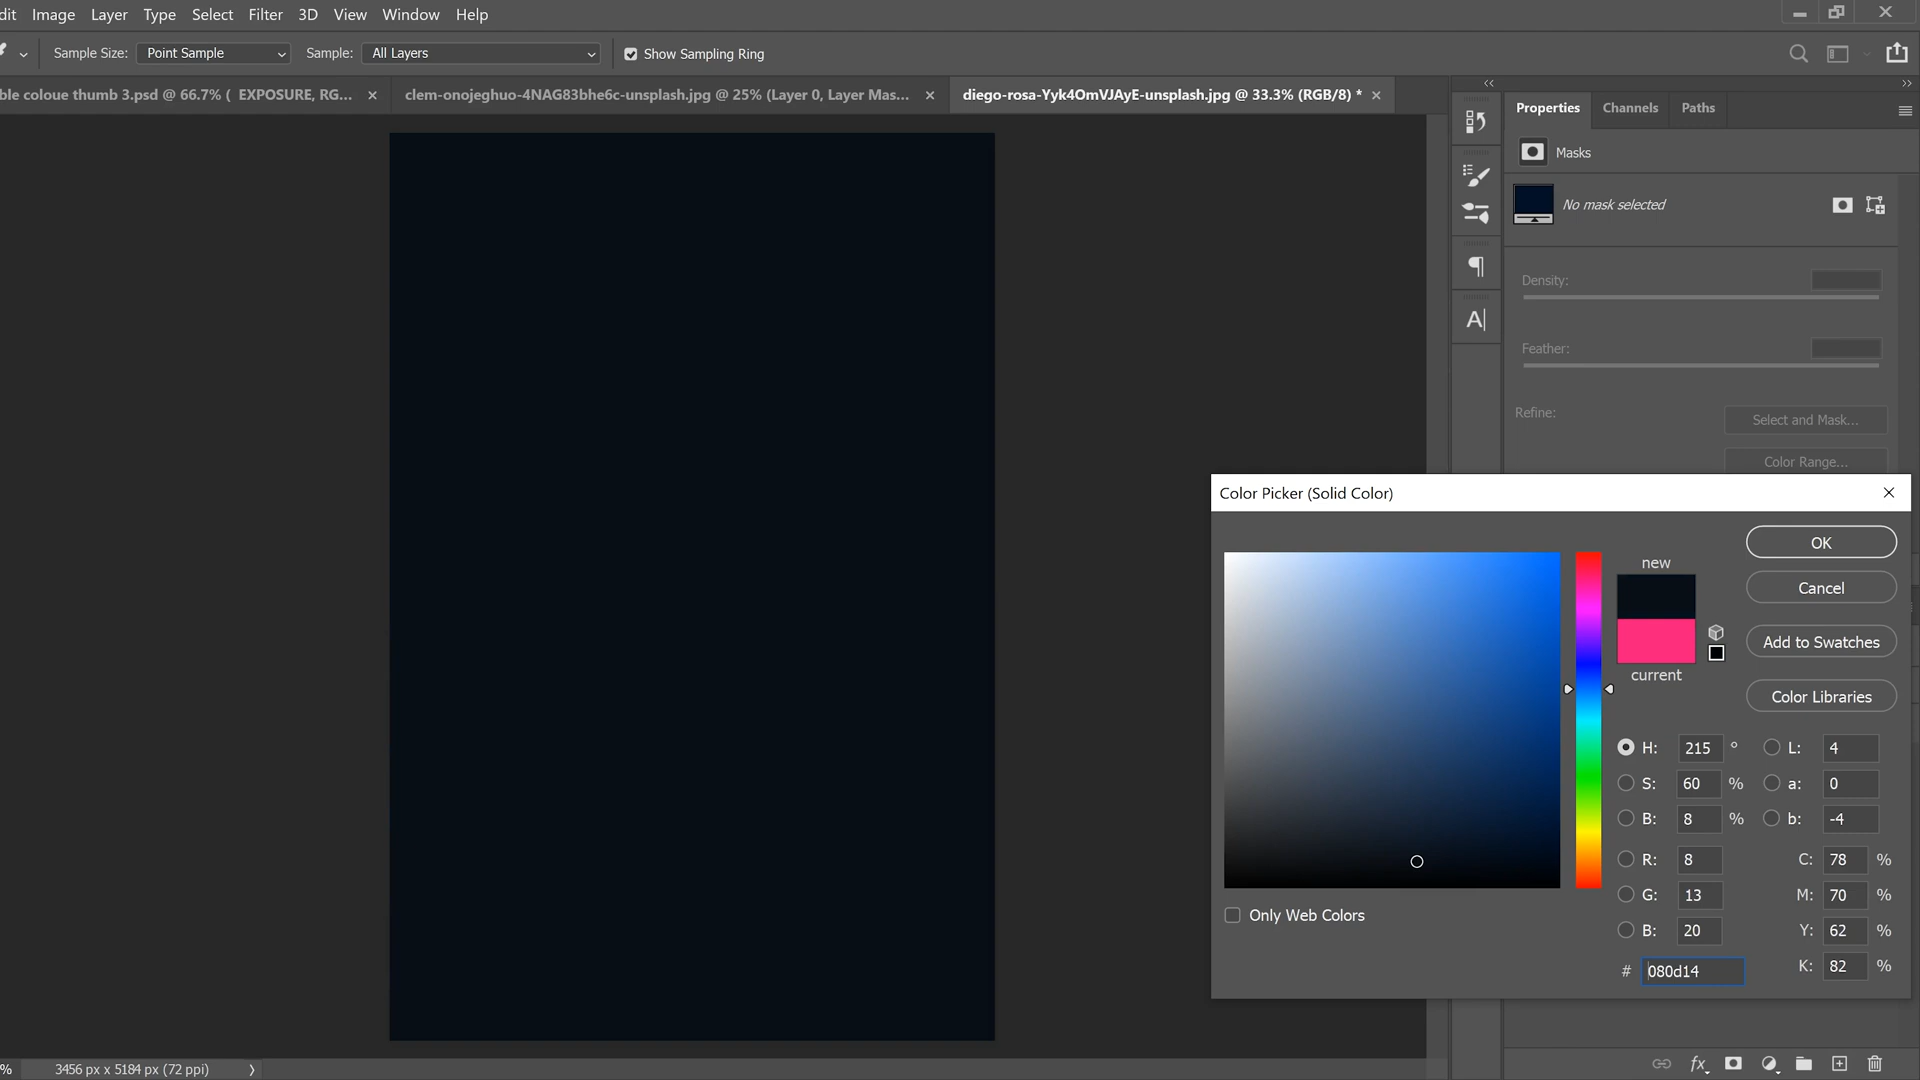 dit Image Layer Type Select Filter 3D View Window Help
Sample Size: Point Sample Sample: All Layers Show Sampling Ring
ble coloue thumb 3.psd @ 66.7% ( EXPOSURE, RG... × clem-onojeghuo-4NAG83bhe6c-unsplash.jpg @ 25% (Layer 0, Layer Mas... × diego-rosa-Yyk4OmVJAyE-unsplash.jpg @ 33.3% (RGB/8) * ×
Properties Channels Paths
Masks
No mask selected
Density:
Feather:
Refine:
Select and Mask...
Color Range...
Color Picker (Solid Color)
OK
new
Cancel
Add to Swatches
current
Color Libraries
H: 215 ° L: 4
S: 60 % a: 0
B: 8 % b: -4
R: 8 C: 78 %
G: 13 M: 70 %
Only Web Colors
B: 20 Y: 62 %
# 080d14 K: 82 %
% 3456 px x 5184 px (72 ppi)
fx